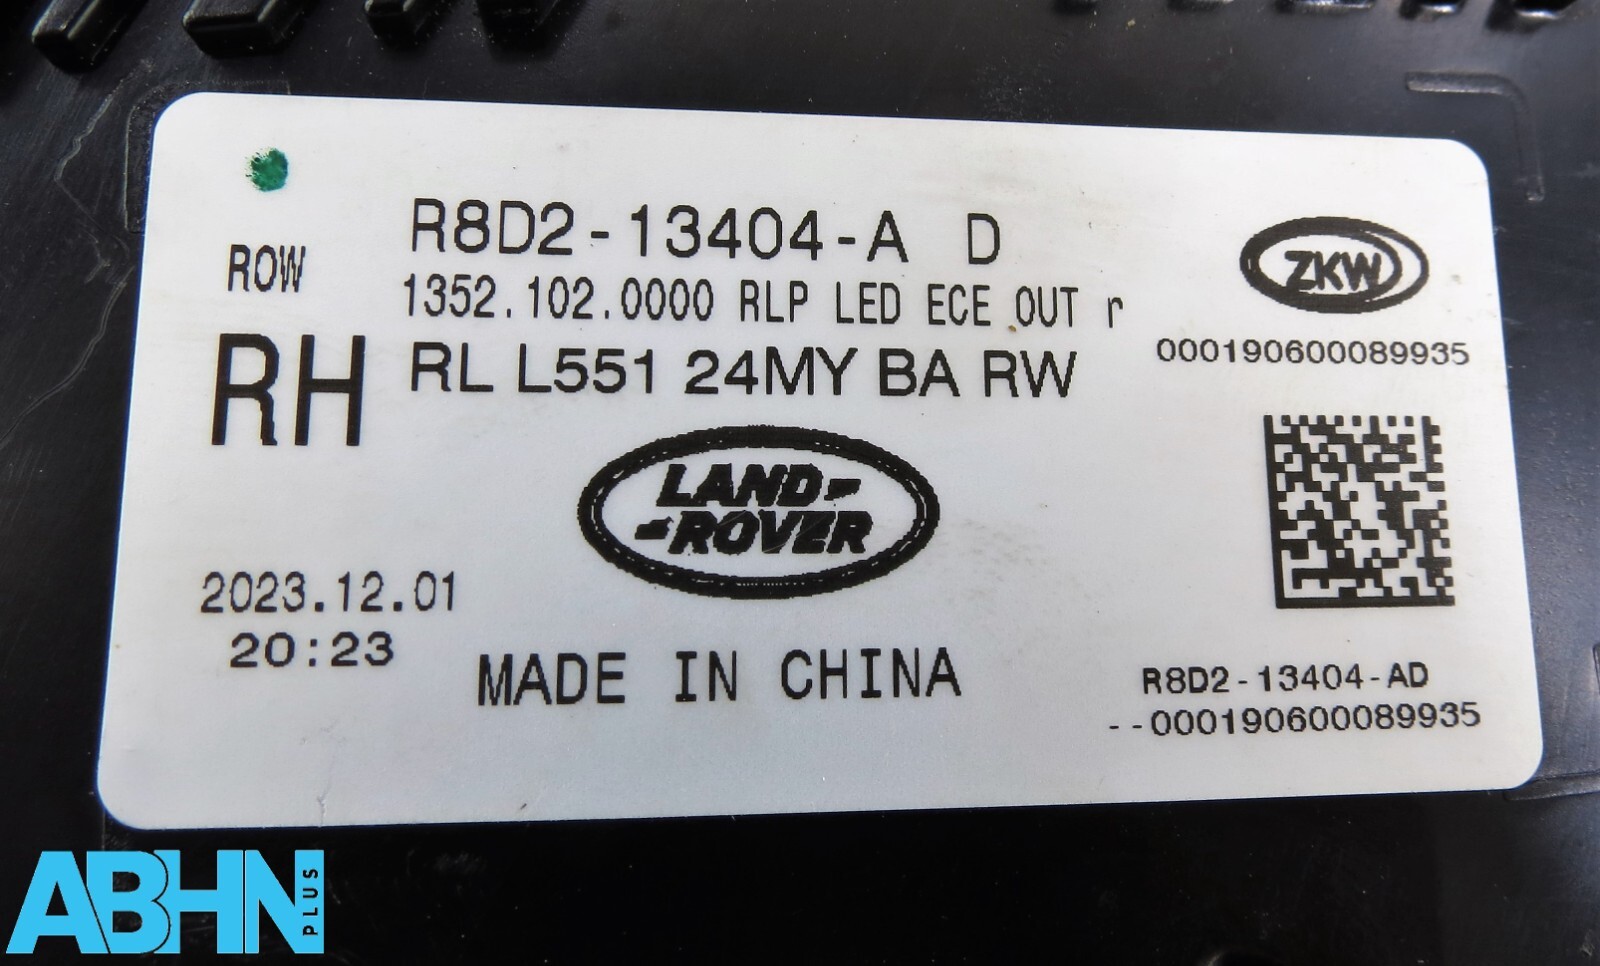 R8D2-13404-A D
ROW
1352.102.0000 RLP LED ECE OUT r
RH
RL L551 24MY BA RW
ZKW
000190600089935
LAND-
-ROVER
2023.12.01
20:23
MADE IN CHINA
R8D2-13404-AD
--000190600089935
ABHN
PLUS